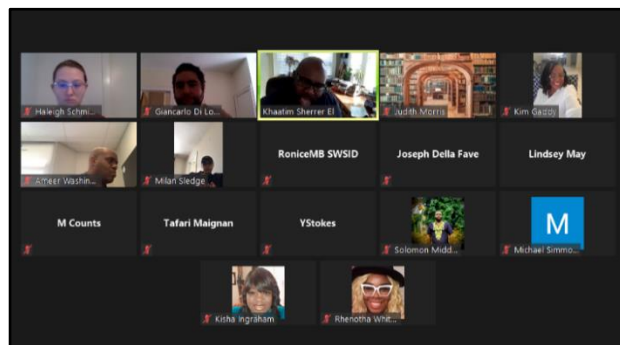 Haleigh Schmi...
Giancarlo Di Lo...
Khaatim Sherrer El
Judith Morris
Kim Gaddy
Ameer Washin...
Milan Sledge
RoniceMB SWSID
Joseph Della Fave
Lindsey May
M Counts
Tafari Maignan
YStokes
Solomon Midd...
M
Michael Simmo...
Kisha Ingraham
Rhenotha Whit...